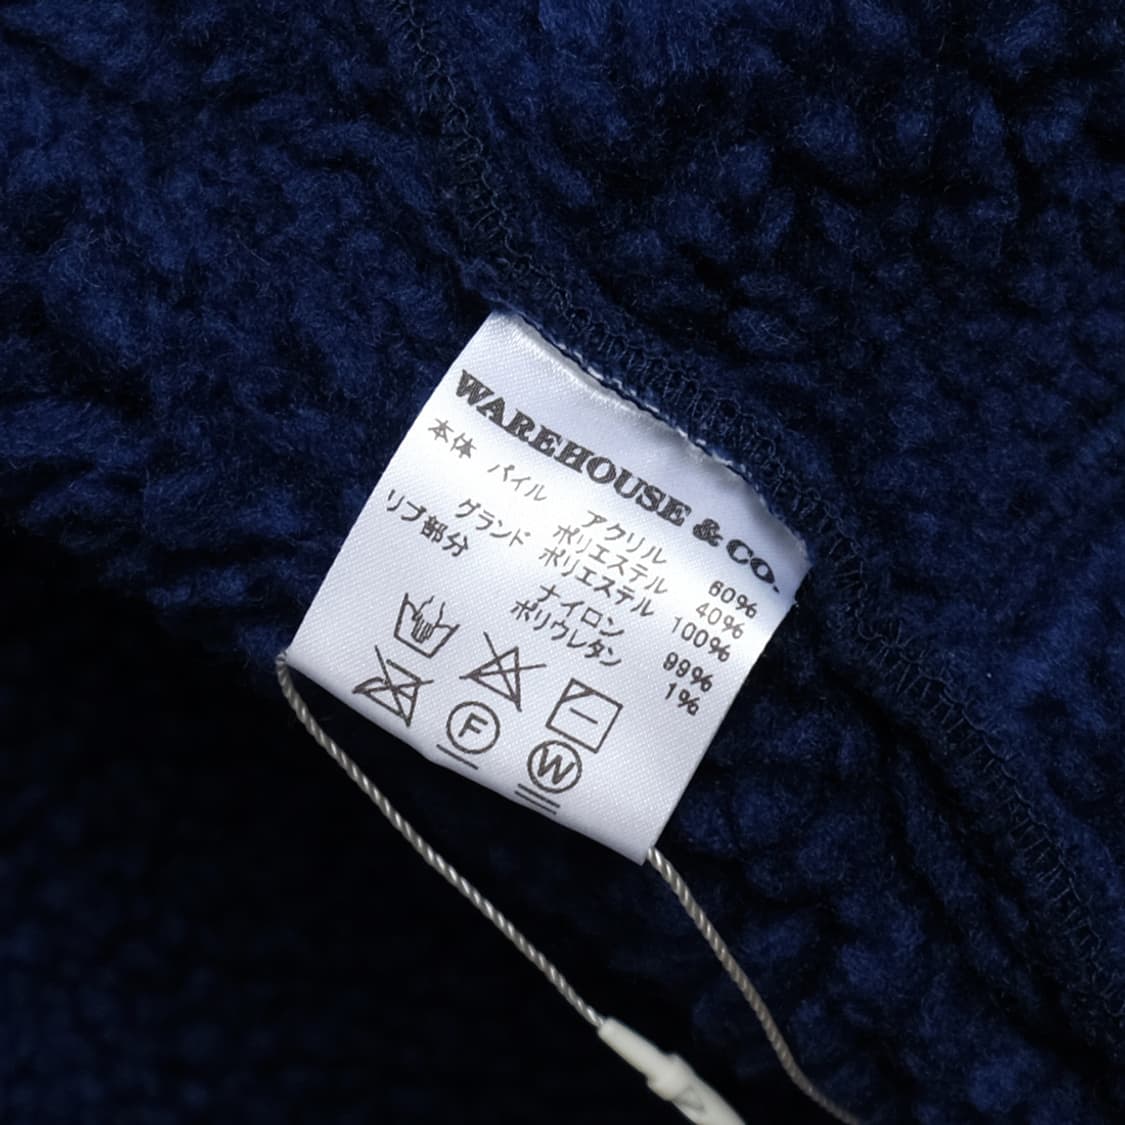 WAREHOUSE & CO.
本体 パイル アクリル 60%
ポリエステル 40%
グランド ポリエステル 100%
リブ部分 ナイロン 99%
ポリウレタン 1%
F
W